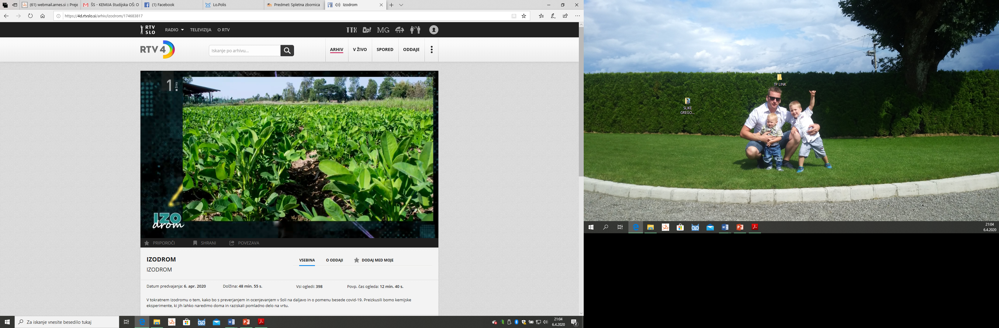 (61) webmail.arnes.si :: Preje
ŠS - KEMIJA študijska OŠ: O
(1) Facebook
Lo.Polis
Predmet: Spletna zbornica
Izodrom
https://4d.rtvslo.si/arhiv/izodrom/174683817
RTV SLO
RADIO
TELEVIZIJA
O RTV
TTX
Op!
MG
RTV 4D
Iskanje po arhivu...
ARHIV
V ŽIVO
SPORED
ODDAJE
1
ŽIVO
IZO
drom
PRIPOROČI
SHRANI
POVEZAVA
IZODROM
IZODROM
VSEBINA
O ODDAJI
DODAJ MED MOJE
Datum predvajanja: 6. apr. 2020
Dolžina: 48 min. 55 s.
Vsi ogledi: 398
Povp. čas ogleda: 12 min. 40 s.
V tokratnem Izodromu o tem, kako bo s preverjanjem in ocenjevanjem v šoli na daljavo in o pomenu besede covid-19. Preizkusili bomo kemijske
eksperimente, ki jih lahko naredimo doma in raziskali pomladno delo na vrtu.
Za iskanje vnesite besedilo tukaj
21:04
6.4.2020
2
TP LINK
SLIKE
GREGO...
21:04
6.4.2020